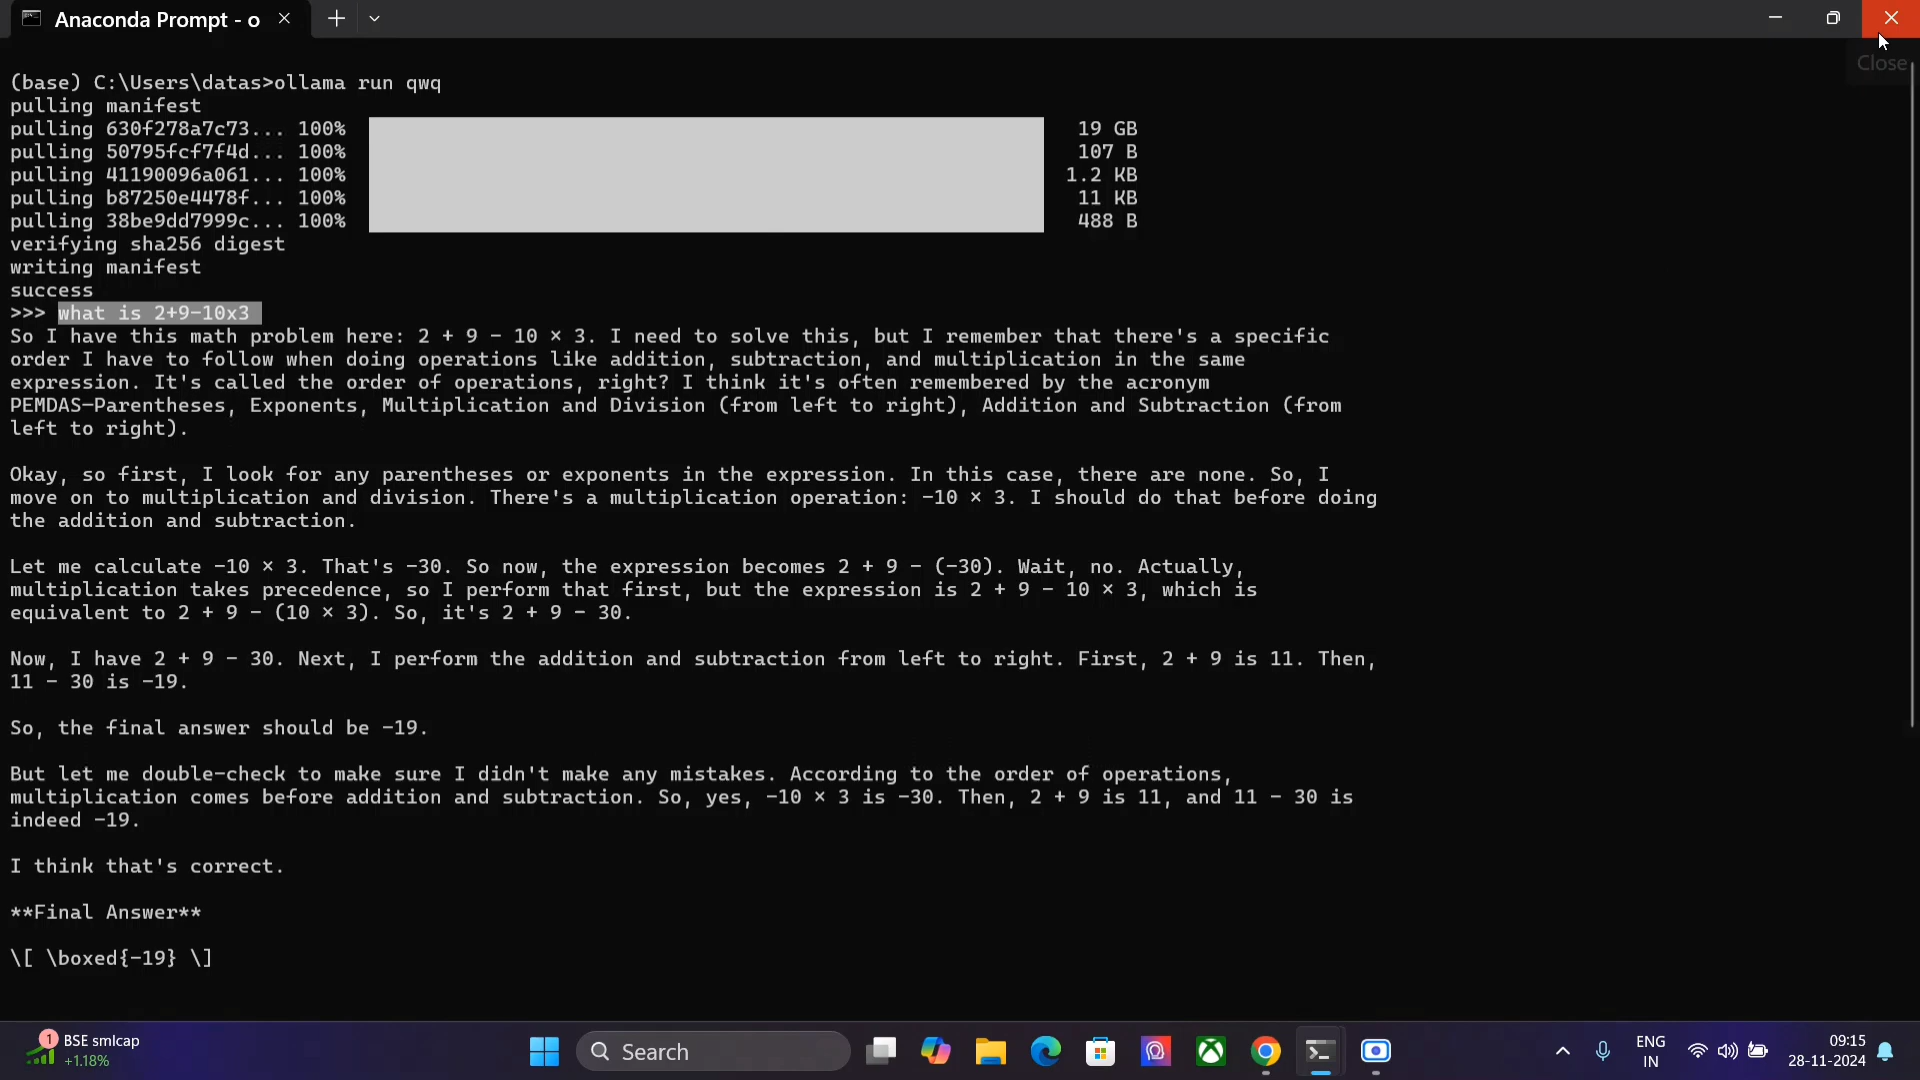 Anaconda Prompt - o
Close
(base) C:\Users\datas>ollama run qwq
pulling manifest
pulling 630f278a7c73... 100% 19 GB
pulling 50795fcf7f4d... 100% 107 B
pulling 41190096a061... 100% 1.2 KB
pulling b87250e4478f... 100% 11 KB
pulling 38be9dd7999c... 100% 488 B
verifying sha256 digest
writing manifest
success
>>> what is 2+9-10x3
So I have this math problem here: 2 + 9 - 10 × 3. I need to solve this, but I remember that there's a specific
order I have to follow when doing operations like addition, subtraction, and multiplication in the same
expression. It's called the order of operations, right? I think it's often remembered by the acronym
PEMDAS—Parentheses, Exponents, Multiplication and Division (from left to right), Addition and Subtraction (from
left to right).
Okay, so first, I look for any parentheses or exponents in the expression. In this case, there are none. So, I
move on to multiplication and division. There's a multiplication operation: -10 × 3. I should do that before doing
the addition and subtraction.
Let me calculate -10 × 3. That's -30. So now, the expression becomes 2 + 9 - (-30). Wait, no. Actually,
multiplication takes precedence, so I perform that first, but the expression is 2 + 9 - 10 × 3, which is
equivalent to 2 + 9 - (10 × 3). So, it's 2 + 9 - 30.
Now, I have 2 + 9 - 30. Next, I perform the addition and subtraction from left to right. First, 2 + 9 is 11. Then,
11 - 30 is -19.
So, the final answer should be -19.
But let me double-check to make sure I didn't make any mistakes. According to the order of operations,
multiplication comes before addition and subtraction. So, yes, -10 × 3 is -30. Then, 2 + 9 is 11, and 11 - 30 is
indeed -19.
I think that's correct.
**Final Answer**
\[ \boxed{-19} \]
1
BSE smlcap
+1.18%
Search
ENG
IN
09:15
28-11-2024